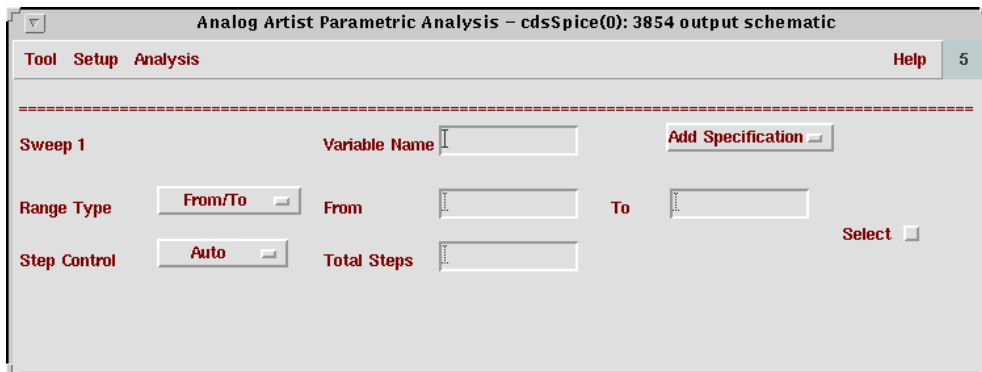 Analog Artist Parametric Analysis – cdsSpice(0): 3854 output schematic
Tool Setup Analysis Help 5
Sweep 1 Variable Name Add Specification
Range Type From/To From To
Select
Step Control Auto Total Steps